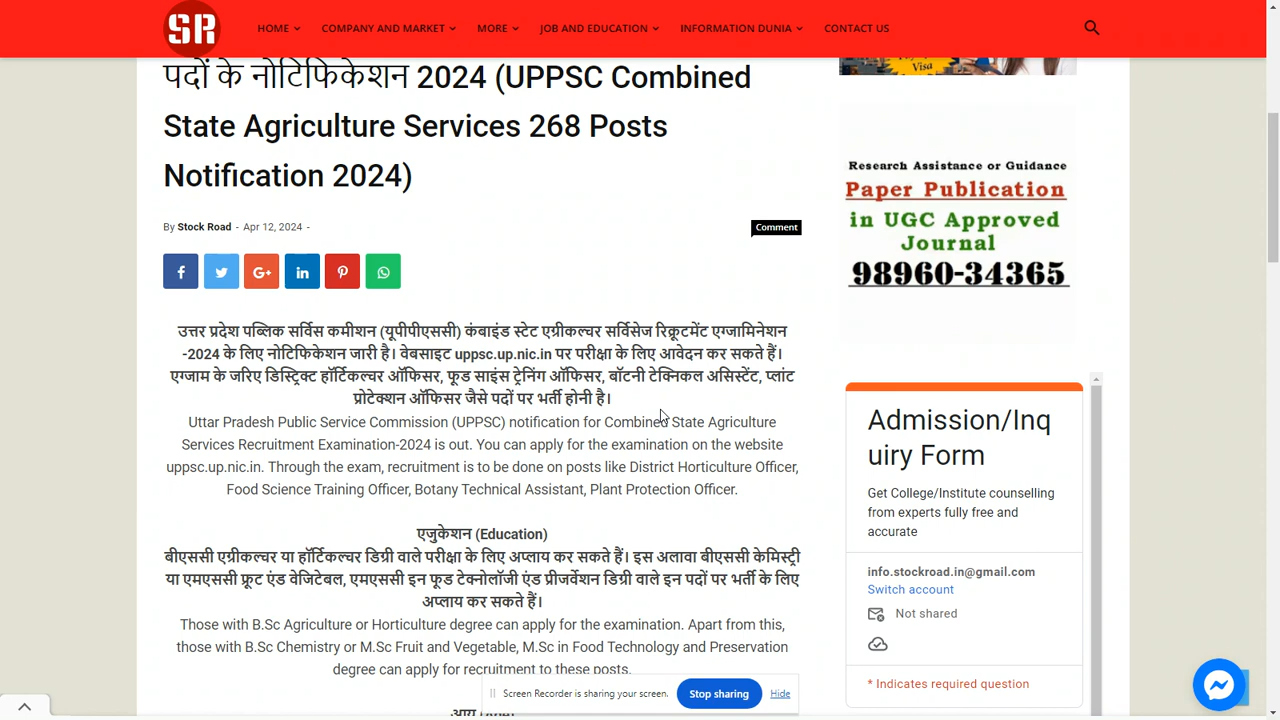 SR
HOME
COMPANY AND MARKET
MORE
JOB AND EDUCATION
INFORMATION DUNIA
CONTACT US
पदों के नोटिफिकेशन 2024 (UPPSC Combined
State Agriculture Services 268 Posts
Notification 2024)
By Stock Road - Apr 12, 2024 -
Comment
उत्तर प्रदेश पब्लिक सर्विस कमीशन (यूपीपीएससी) कंबाइंड स्टेट एग्रीकल्चर सर्विसेज रिक्रूटमेंट एग्जामिनेशन
-2024 के लिए नोटिफिकेशन जारी है। वेबसाइट uppsc.up.nic.in पर परीक्षा के लिए आवेदन कर सकते हैं।
एग्जाम के जरिए डिस्ट्रिक्ट हॉर्टिकल्चर ऑफिसर, फूड साइंस ट्रेनिंग ऑफिसर, बॉटनी टेक्निकल असिस्टेंट, प्लांट
प्रोटेक्शन ऑफिसर जैसे पदों पर भर्ती होनी है।
Uttar Pradesh Public Service Commission (UPPSC) notification for Combined State Agriculture
Services Recruitment Examination-2024 is out. You can apply for the examination on the website
uppsc.up.nic.in. Through the exam, recruitment is to be done on posts like District Horticulture Officer,
Food Science Training Officer, Botany Technical Assistant, Plant Protection Officer.
एजुकेशन (Education)
बीएससी एग्रीकल्चर या हॉर्टिकल्चर डिग्री वाले परीक्षा के लिए अप्लाय कर सकते हैं। इस अलावा बीएससी केमिस्ट्री
या एमएससी फ्रूट एंड वेजिटेबल, एमएससी इन फूड टेक्नोलॉजी एंड प्रीजर्वेशन डिग्री वाले इन पदों पर भर्ती के लिए
अप्लाय कर सकते हैं।
Those with B.Sc Agriculture or Horticulture degree can apply for the examination. Apart from this,
those with B.Sc Chemistry or M.Sc Fruit and Vegetable, M.Sc in Food Technology and Preservation
degree can apply for recruitment to these posts.
Visa
Research Assistance or Guidance
Paper Publication
in UGC Approved
Journal
98960-34365
Admission/Inq
uiry Form
Get College/Institute counselling
from experts fully free and
accurate
info.stockroad.in@gmail.com
Switch account
Not shared
* Indicates required question
Screen Recorder is sharing your screen.
Stop sharing
Hide